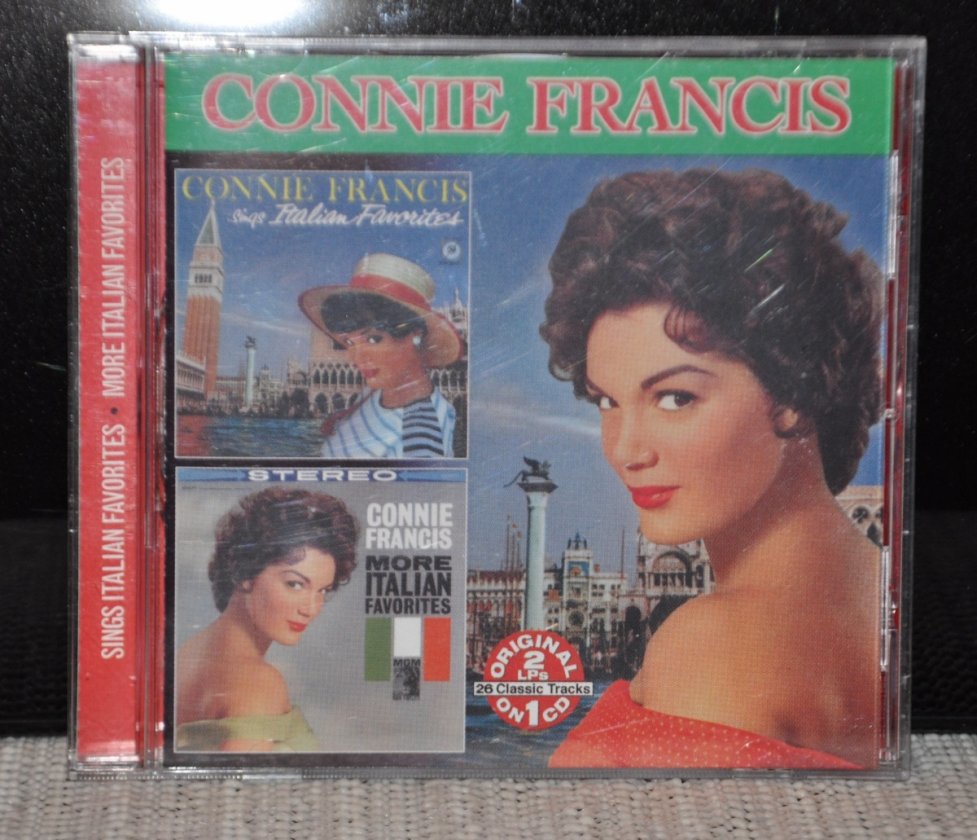 CONNIE FRANCIS
SINGS ITALIAN FAVORITES • MORE ITALIAN FAVORITES
CONNIE FRANCIS
sings Italian Favorites
STEREO
CONNIE
FRANCIS
MORE
ITALIAN
FAVORITES
MGM
ORIGINAL
2
LPs
26 Classic Tracks
ON 1 CD